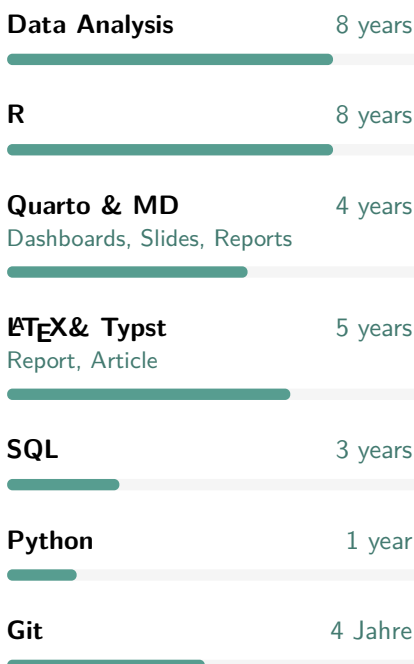 Data Analysis 8 years
R 8 years
Quarto & MD 4 years
Dashboards, Slides, Reports
LATEX& Typst 5 years
Report, Article
SQL 3 years
Python 1 year
Git 4 Jahre